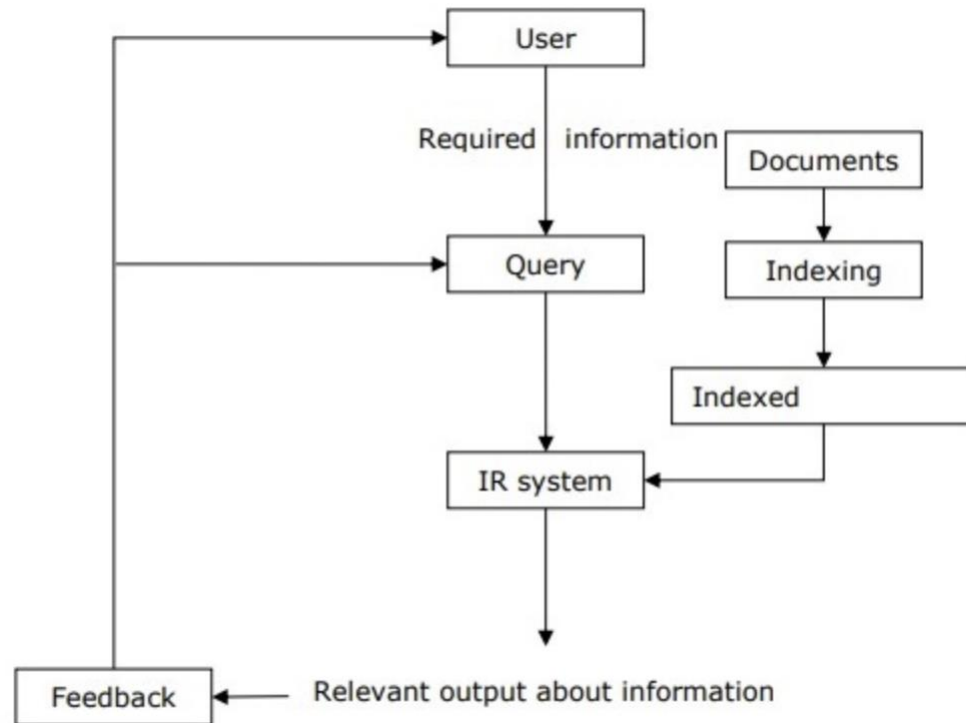 User
Required information
Documents
Query
Indexing
Indexed
IR system
Feedback
Relevant output about information